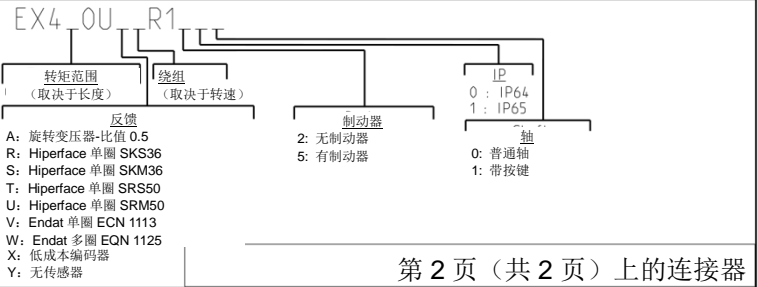 EX4_0U__R1___
转矩范围
（取决于长度）
绕组
（取决于转速）
IP
0 : IP64
1 : IP65
反馈
A：旋转变压器-比值 0.5
R：Hiperface 单圈 SKS36
S：Hiperface 单圈 SKM36
T：Hiperface 单圈 SRS50
U：Hiperface 单圈 SRM50
V：Endat 单圈 ECN 1113
W：Endat 多圈 EQN 1125
X：低成本编码器
Y：无传感器
制动器
2: 无制动器
5: 有制动器
轴
0: 普通轴
1: 带按键
第 2 页（共 2 页）上的连接器